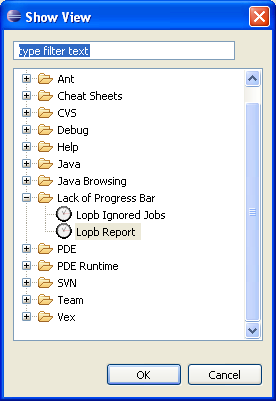 Show View
type filter text
Ant
Cheat Sheets
CVS
Debug
Help
Java
Java Browsing
Lack of Progress Bar
Lopb Ignored Jobs
Lopb Report
PDE
PDE Runtime
SVN
Team
Vex
OK
Cancel